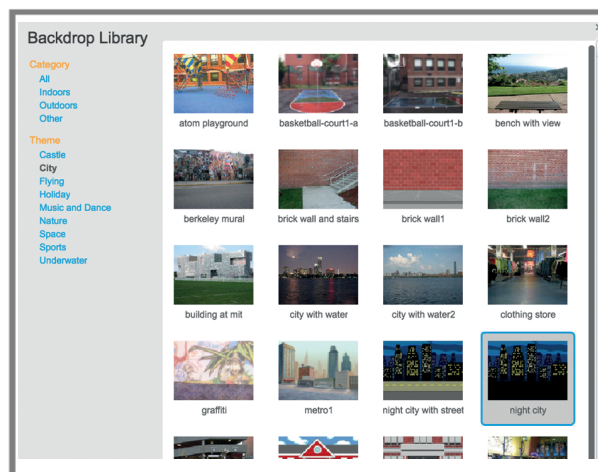 Backdrop Library
Category
All
Indoors
Outdoors
Other
Theme
Castle
City
Flying
Holiday
Music and Dance
Nature
Space
Sports
Underwater
atom playground
basketball-court1-a
basketball-court1-b
bench with view
berkeley mural
brick wall and stairs
brick wall1
brick wall2
building at mit
city with water
city with water2
clothing store
graffiti
metro1
night city with street
night city